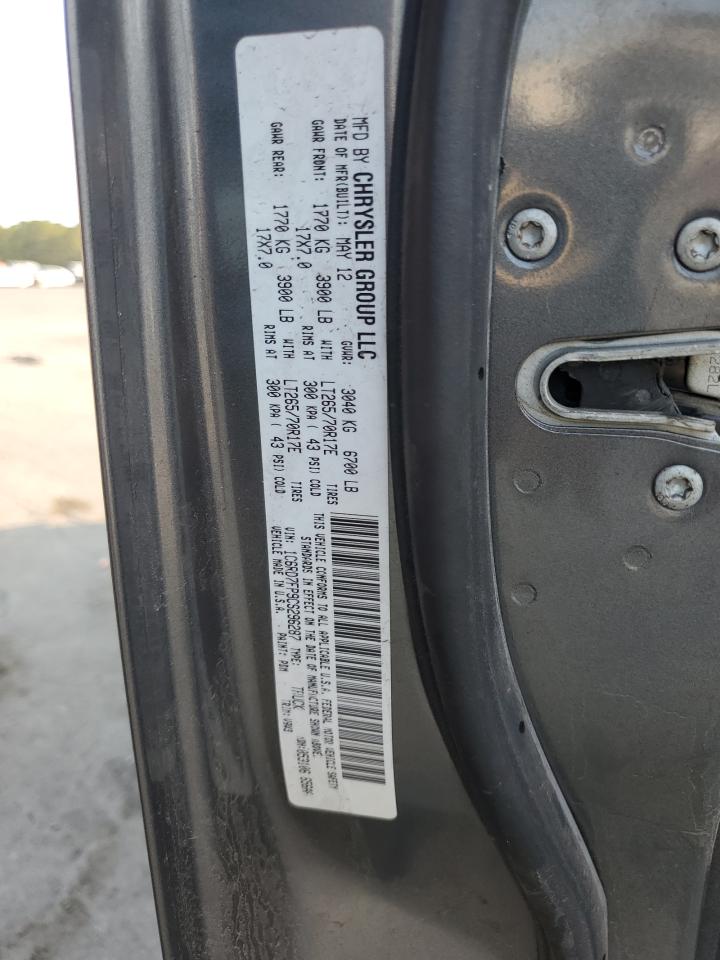 MFD BY CHRYSLER GROUP LLC
DATE OF MFR(BUILT): MAY 12 GVWR: 3040 KG 6700 LB
GAWR FRONT: 1770 KG 3900 LB WITH LT265/70R17E TIRES
17X7.0 RIMS AT 300 KPA ( 43 PSI) COLD
GAWR REAR: 1770 KG 3900 LB WITH LT265/70R17E TIRES
17X7.0 RIMS AT 300 KPA ( 43 PSI) COLD
THIS VEHICLE CONFORMS TO ALL APPLICABLE U.S.A. FEDERAL MOTOR VEHICLE SAFETY
STANDARDS IN EFFECT ON THE DATE OF MANUFACTURE SHOWN ABOVE.
VIN: 1C6RD7FP9CS296287 TYPE: TRUCK
VEHICLE MADE IN U.S.A. PAINT: PDM TRIM: